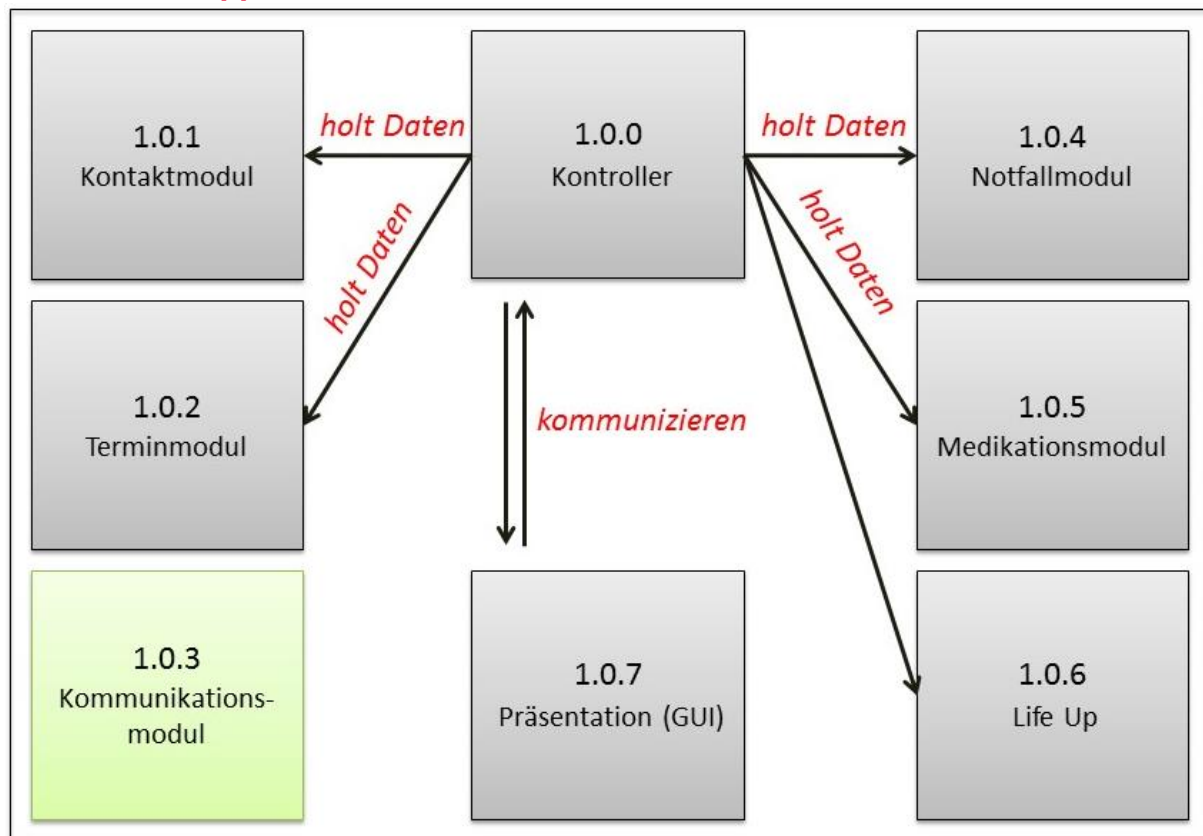 1.0.1
Kontaktmodul
holt Daten
1.0.0
Kontroller
holt Daten
1.0.4
Notfallmodul
holt Daten
holt Daten
1.0.2
Terminmodul
kommunizieren
1.0.5
Medikationsmodul
1.0.3
Kommunikations-
modul
1.0.7
Präsentation (GUI)
1.0.6
Life Up